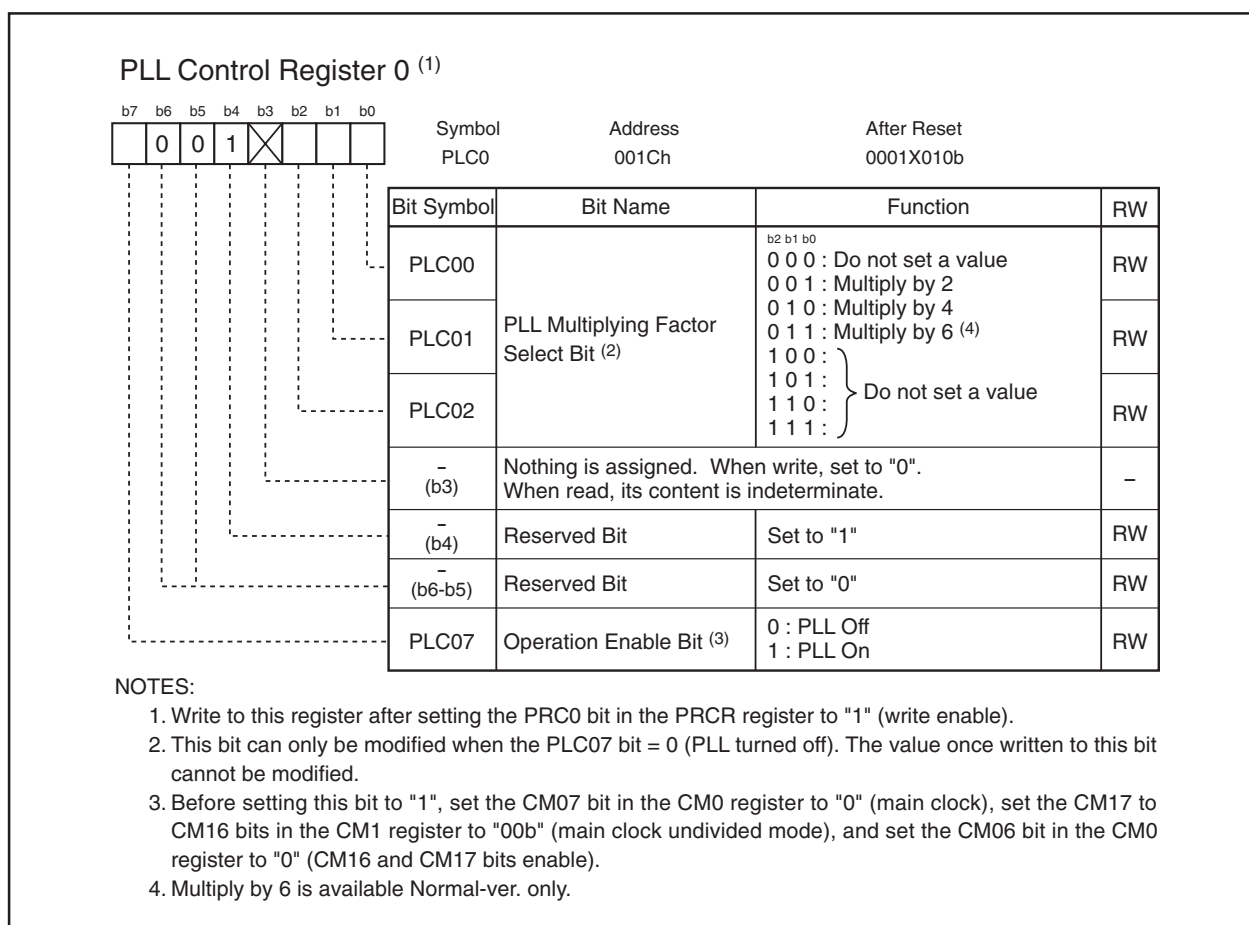 PLL Control Register 0 (1)
b7 b6 b5 b4 b3 b2 b1 b0
0 0 1
Symbol Address After Reset
PLC0 001Ch 0001X010b
Bit Symbol Bit Name Function RW
PLC00
PLC01
PLC02
PLL Multiplying Factor
Select Bit (2)
b2 b1 b0
0 0 0 : Do not set a value
0 0 1 : Multiply by 2
0 1 0 : Multiply by 4
0 1 1 : Multiply by 6 (4)
1 0 0 :
1 0 1 :
1 1 0 :
1 1 1 :
Do not set a value
RW
RW
RW
–
(b3)
Nothing is assigned. When write, set to "0".
When read, its content is indeterminate.
–
–
(b4)
Reserved Bit Set to "1" RW
–
(b6-b5)
Reserved Bit Set to "0" RW
PLC07 Operation Enable Bit (3)
0 : PLL Off
1 : PLL On
RW
NOTES:
1. Write to this register after setting the PRC0 bit in the PRCR register to "1" (write enable).
2. This bit can only be modified when the PLC07 bit = 0 (PLL turned off). The value once written to this bit
cannot be modified.
3. Before setting this bit to "1", set the CM07 bit in the CM0 register to "0" (main clock), set the CM17 to
CM16 bits in the CM1 register to "00b" (main clock undivided mode), and set the CM06 bit in the CM0
register to "0" (CM16 and CM17 bits enable).
4. Multiply by 6 is available Normal-ver. only.